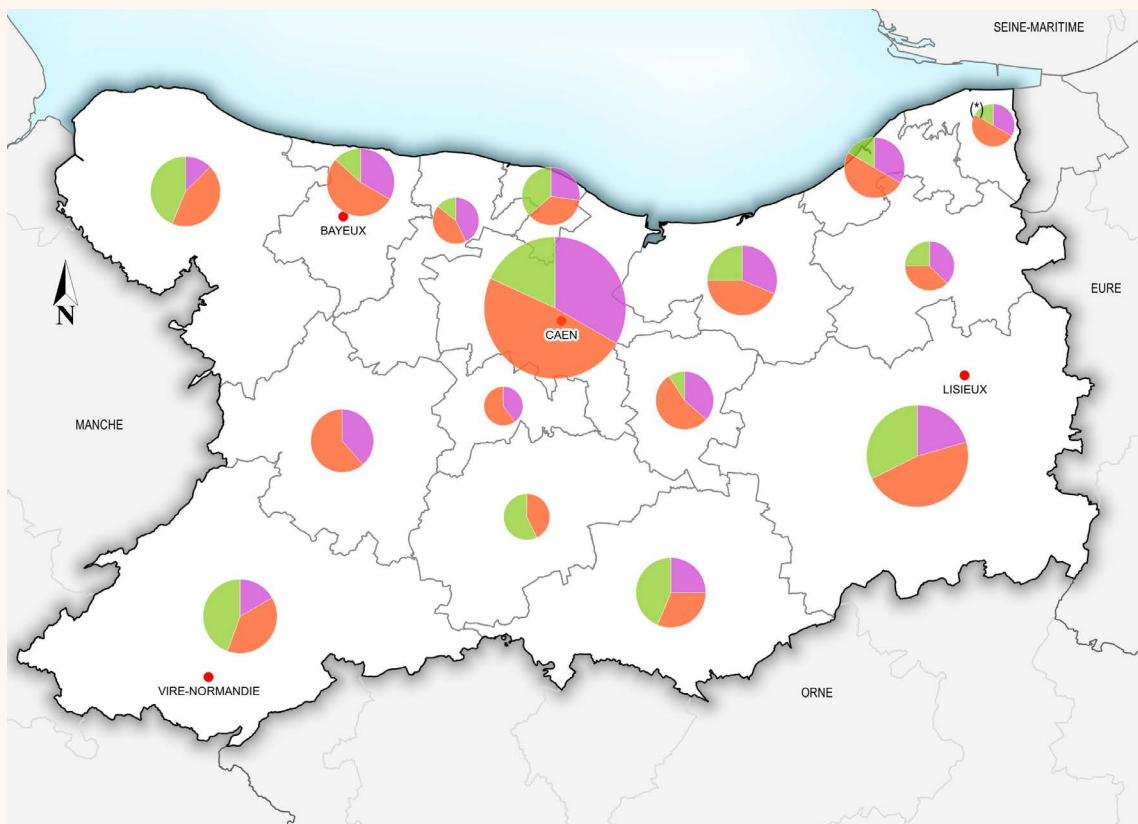 SEINE-MARITIME
(*)
BAYEUX
EURE
N
CAEN
LISIEUX
MANCHE
VIRE-NORMANDIE
ORNE